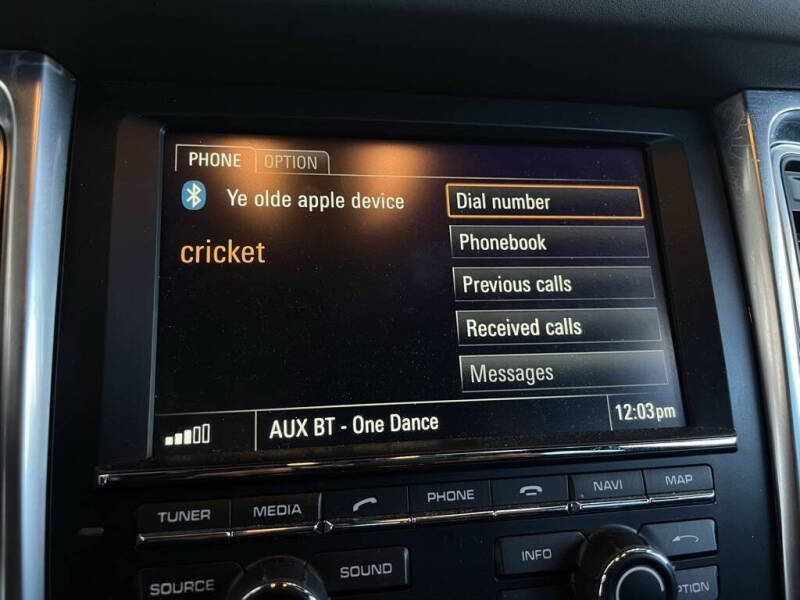 PHONE OPTION
Ye olde apple device
Dial number
cricket
Phonebook
Previous calls
Received calls
Messages
AUX BT - One Dance
12:03pm
TUNER MEDIA PHONE NAVI MAP
SOURCE SOUND INFO
PTION